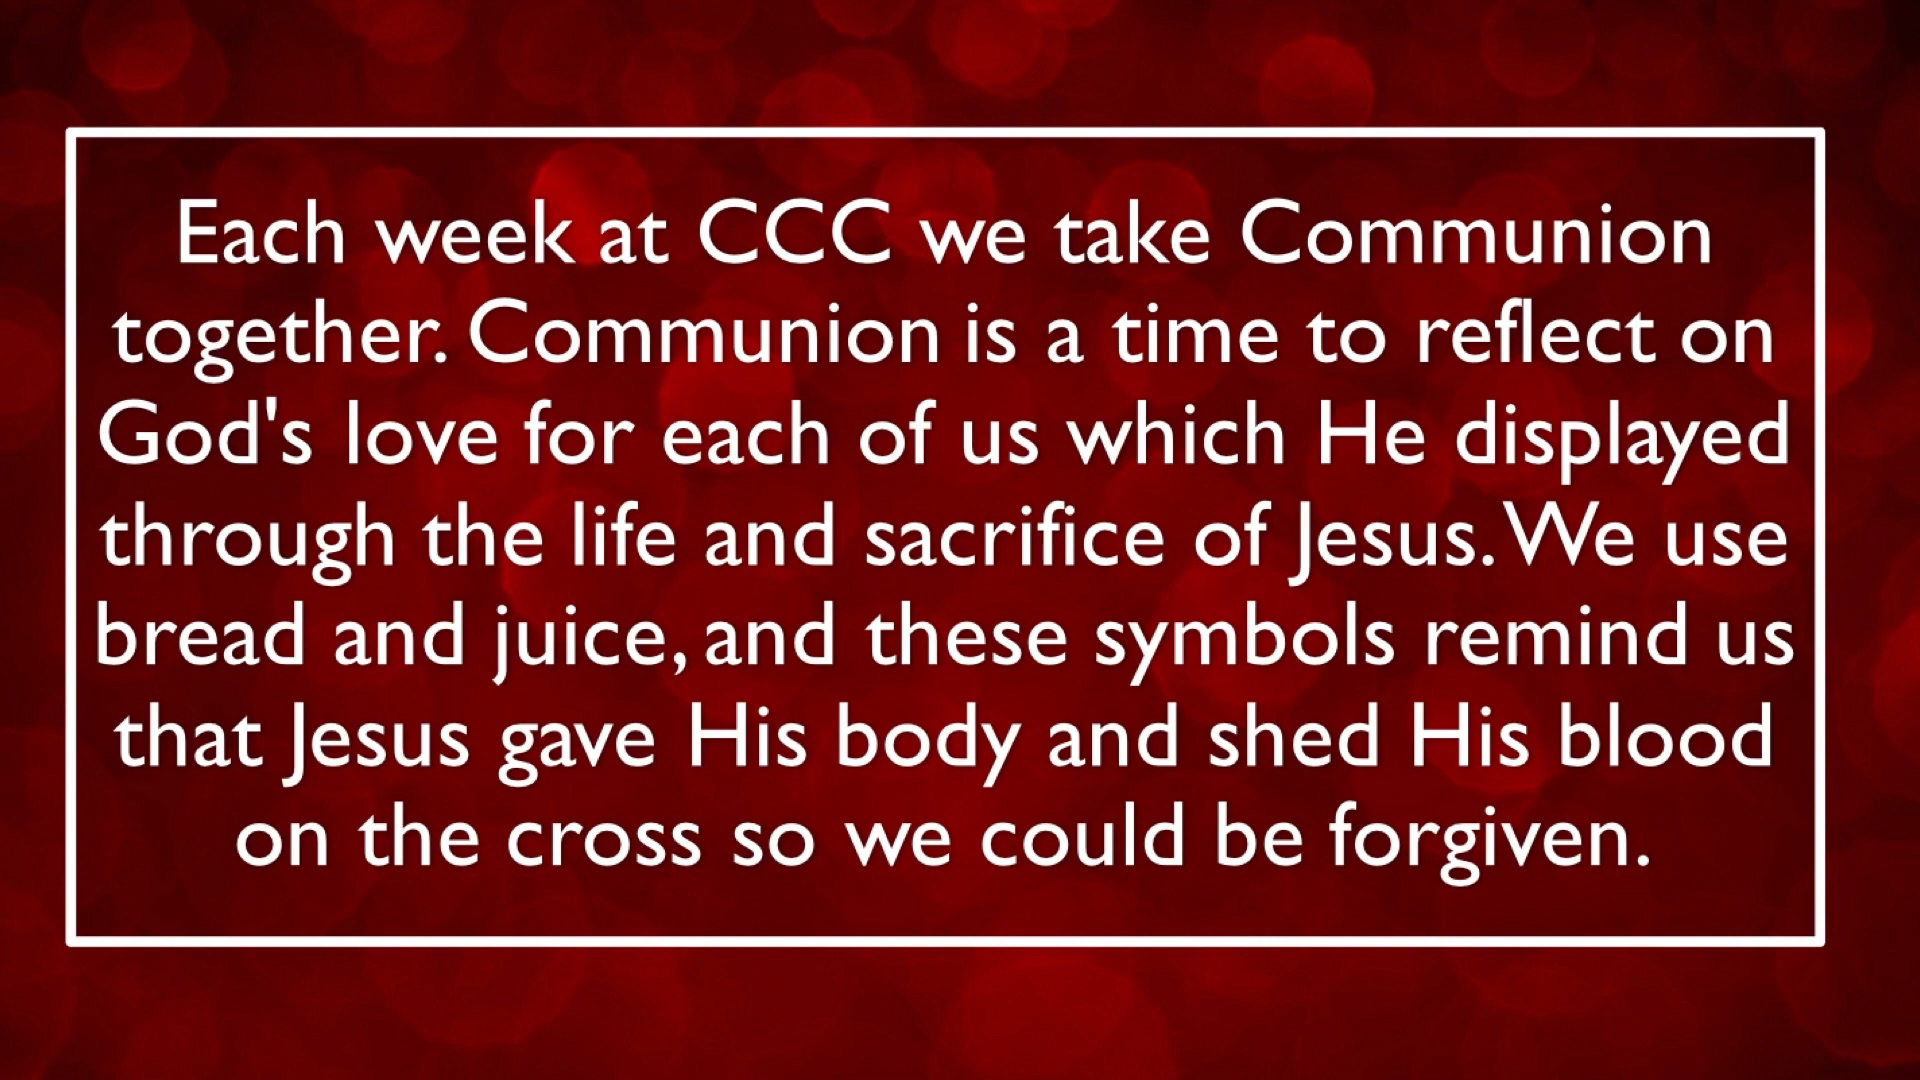 Each week at CCC we take Communion
together. Communion is a time to reflect on
God's love for each of us which He displayed
through the life and sacrifice of Jesus. We use
bread and juice, and these symbols remind us
that Jesus gave His body and shed His blood
on the cross so we could be forgiven.